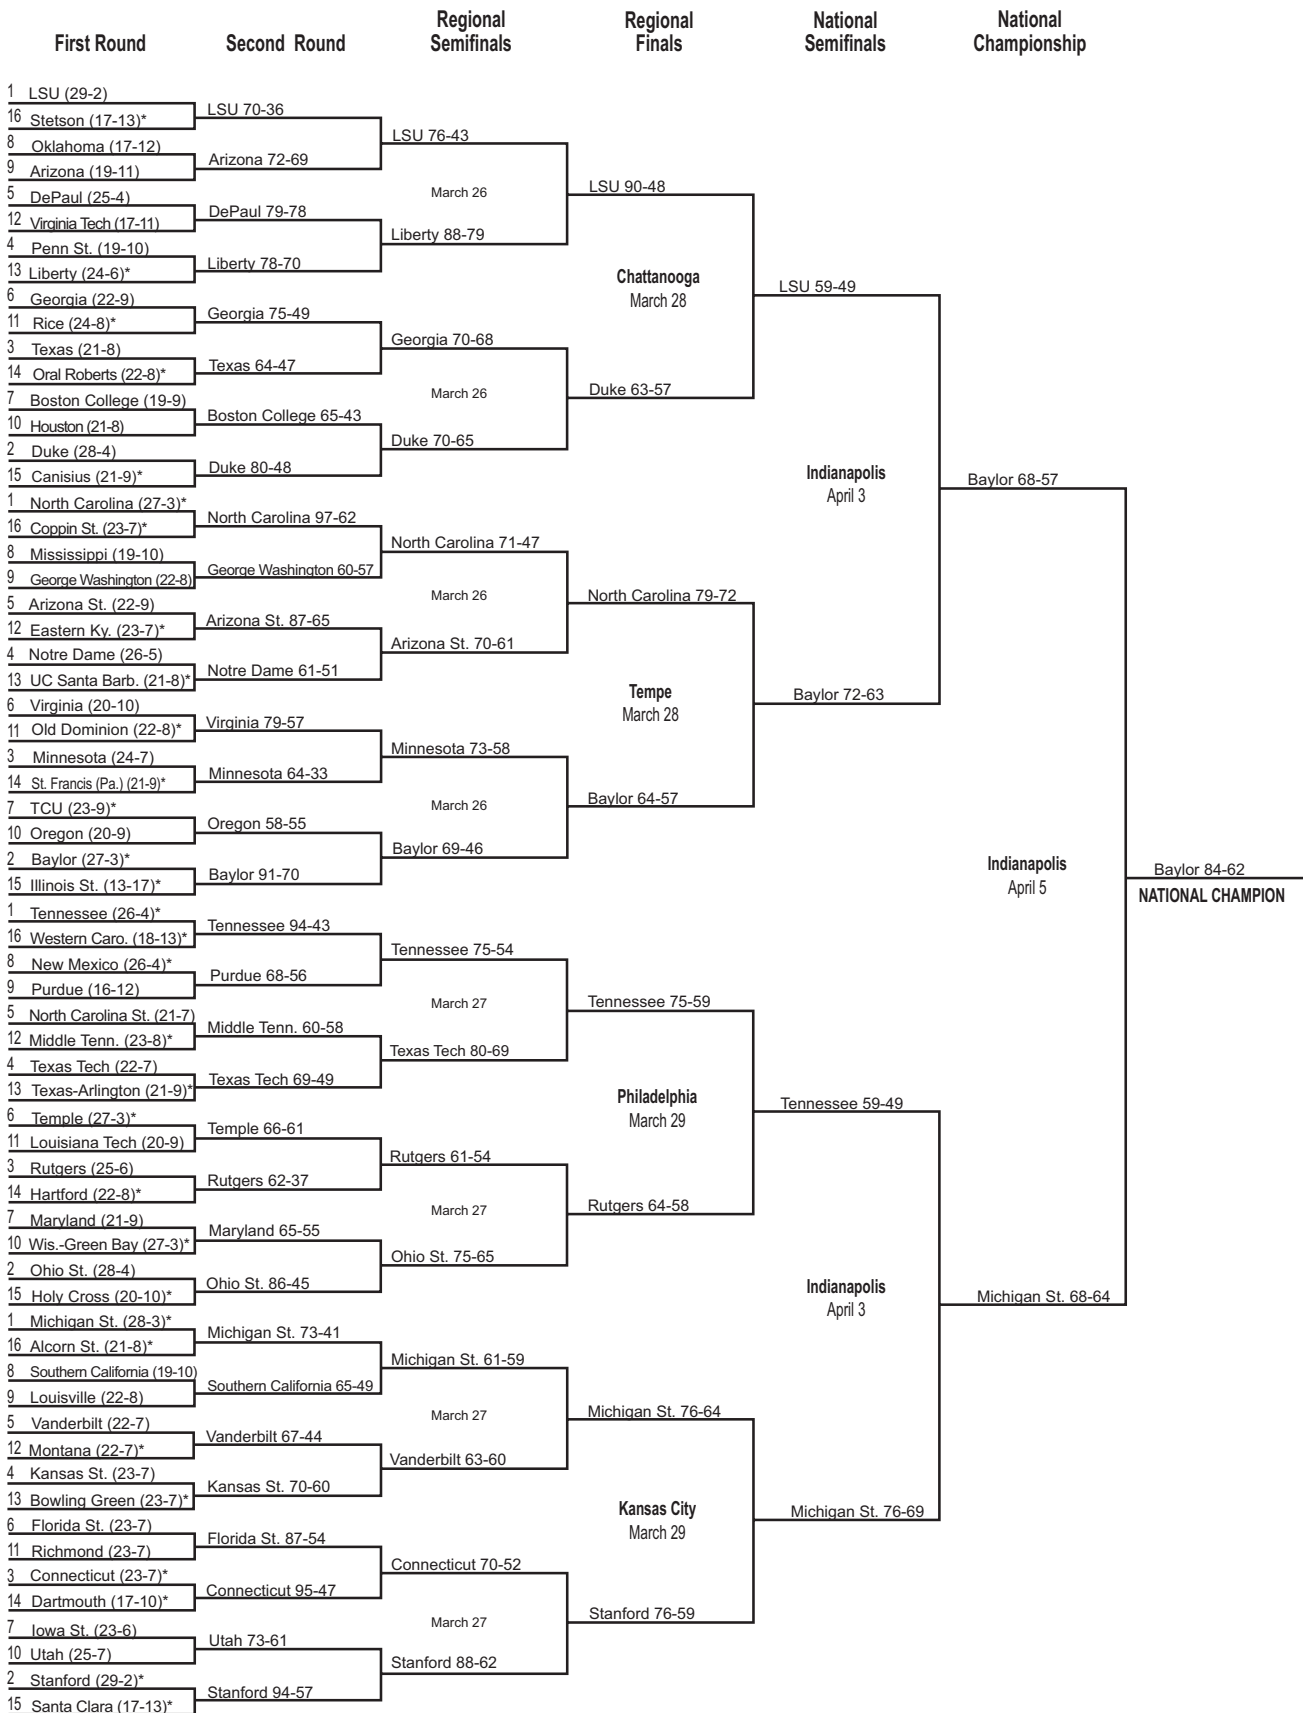 First Round
Second Round
Regional
Semifinals
Regional
Finals
National
Semifinals
National
Championship
1 LSU (29-2)
16 Stetson (17-13)*
8 Oklahoma (17-12)
9 Arizona (19-11)
5 DePaul (25-4)
12 Virginia Tech (17-11)
4 Penn St. (19-10)
13 Liberty (24-6)*
6 Georgia (22-9)
11 Rice (24-8)*
3 Texas (21-8)
14 Oral Roberts (22-8)*
7 Boston College (19-9)
10 Houston (21-8)
2 Duke (28-4)
15 Canisius (21-9)*
1 North Carolina (27-3)*
16 Coppin St. (23-7)*
8 Mississippi (19-10)
9 George Washington (22-8)
5 Arizona St. (22-9)
12 Eastern Ky. (23-7)*
4 Notre Dame (26-5)
13 UC Santa Barb. (21-8)*
6 Virginia (20-10)
11 Old Dominion (22-8)*
3 Minnesota (24-7)
14 St. Francis (Pa.) (21-9)*
7 TCU (23-9)*
10 Oregon (20-9)
2 Baylor (27-3)*
15 Illinois St. (13-17)*
1 Tennessee (26-4)*
16 Western Caro. (18-13)*
8 New Mexico (26-4)*
9 Purdue (16-12)
5 North Carolina St. (21-7)
12 Middle Tenn. (23-8)*
4 Texas Tech (22-7)
13 Texas-Arlington (21-9)*
6 Temple (27-3)*
11 Louisiana Tech (20-9)
3 Rutgers (25-6)
14 Hartford (22-8)*
7 Maryland (21-9)
10 Wis.-Green Bay (27-3)*
2 Ohio St. (28-4)
15 Holy Cross (20-10)*
1 Michigan St. (28-3)*
16 Alcorn St. (21-8)*
8 Southern California (19-10)
9 Louisville (22-8)
5 Vanderbilt (22-7)
12 Montana (22-7)*
4 Kansas St. (23-7)
13 Bowling Green (23-7)*
6 Florida St. (23-7)
11 Richmond (23-7)
3 Connecticut (23-7)*
14 Dartmouth (17-10)*
7 Iowa St. (23-6)
10 Utah (25-7)
2 Stanford (29-2)*
15 Santa Clara (17-13)*
LSU 70-36
Arizona 72-69
DePaul 79-78
Liberty 78-70
Georgia 75-49
Texas 64-47
Boston College 65-43
Duke 80-48
North Carolina 97-62
George Washington 60-57
Arizona St. 87-65
Notre Dame 61-51
Virginia 79-57
Minnesota 64-33
Oregon 58-55
Baylor 91-70
Tennessee 94-43
Purdue 68-56
Middle Tenn. 60-58
Texas Tech 69-49
Temple 66-61
Rutgers 62-37
Maryland 65-55
Ohio St. 86-45
Michigan St. 73-41
Southern California 65-49
Vanderbilt 67-44
Kansas St. 70-60
Florida St. 87-54
Connecticut 95-47
Utah 73-61
Stanford 94-57
LSU 76-43
March 26
Liberty 88-79
Georgia 70-68
March 26
Duke 70-65
North Carolina 71-47
March 26
Arizona St. 70-61
Minnesota 73-58
March 26
Baylor 69-46
Tennessee 75-54
March 27
Texas Tech 80-69
Rutgers 61-54
March 27
Ohio St. 75-65
Michigan St. 61-59
March 27
Vanderbilt 63-60
Connecticut 70-52
March 27
Stanford 88-62
LSU 90-48
Chattanooga
March 28
Duke 63-57
North Carolina 79-72
Tempe
March 28
Baylor 64-57
Tennessee 75-59
Philadelphia
March 29
Rutgers 64-58
Michigan St. 76-64
Kansas City
March 29
Stanford 76-59
LSU 59-49
Indianapolis
April 3
Baylor 72-63
Tennessee 59-49
Indianapolis
April 3
Michigan St. 76-69
Baylor 68-57
Indianapolis
April 5
Michigan St. 68-64
Baylor 84-62
NATIONAL CHAMPION